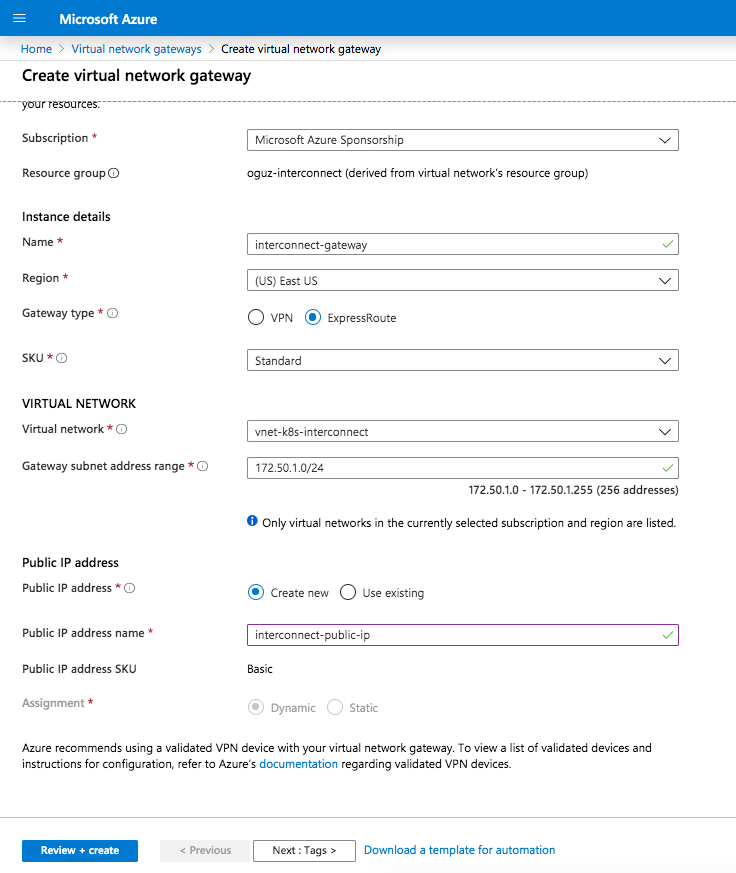 Microsoft Azure
Home > Virtual network gateways > Create virtual network gateway
Create virtual network gateway
your resources.
Subscription * Microsoft Azure Sponsorship
Resource group oguz-interconnect (derived from virtual network's resource group)
Instance details
Name * interconnect-gateway
Region * (US) East US
Gateway type * VPN ExpressRoute
SKU * Standard
VIRTUAL NETWORK
Virtual network * vnet-k8s-interconnect
Gateway subnet address range * 172.50.1.0/24
172.50.1.0 - 172.50.1.255 (256 addresses)
Only virtual networks in the currently selected subscription and region are listed.
Public IP address
Public IP address * Create new Use existing
Public IP address name * interconnect-public-ip
Public IP address SKU Basic
Assignment * Dynamic Static
Azure recommends using a validated VPN device with your virtual network gateway. To view a list of validated devices and
instructions for configuration, refer to Azure's documentation regarding validated VPN devices.
Review + create < Previous Next : Tags > Download a template for automation